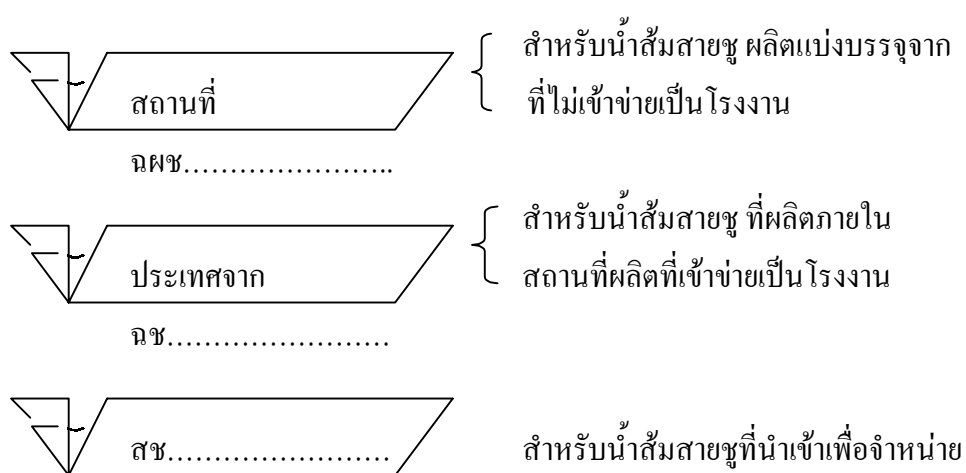 สำหรับน้ำส้มสายชู ผลิตแบ่งบรรจุจาก
สถานที่ ที่ไม่เข้าข่ายเป็นโรงงาน
ฉผช……………………..
สำหรับน้ำส้มสายชู ที่ผลิตภายใน
ประเทศจาก สถานที่ผลิตที่เข้าข่ายเป็นโรงงาน
ฉช……………………
สช…………………… สำหรับน้ำส้มสายชูที่นำเข้าเพื่อจำหน่าย